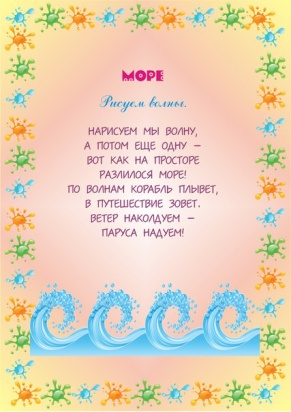 МОРЕ
Рисуем волны.
НАРИСУЕМ МЫ ВОЛНУ,
А ПОТОМ ЕЩЕ ОДНУ –
ВОТ КАК НА ПРОСТОРЕ
РАЗЛИЛОСЯ МОРЕ!
ПО ВОЛНАМ КОРАБЛЬ ПЛЫВЕТ,
В ПУТЕШЕСТВИЕ ЗОВЕТ.
ВЕТЕР НАКОЛДУЕМ –
ПАРУСА НАДУЕМ!